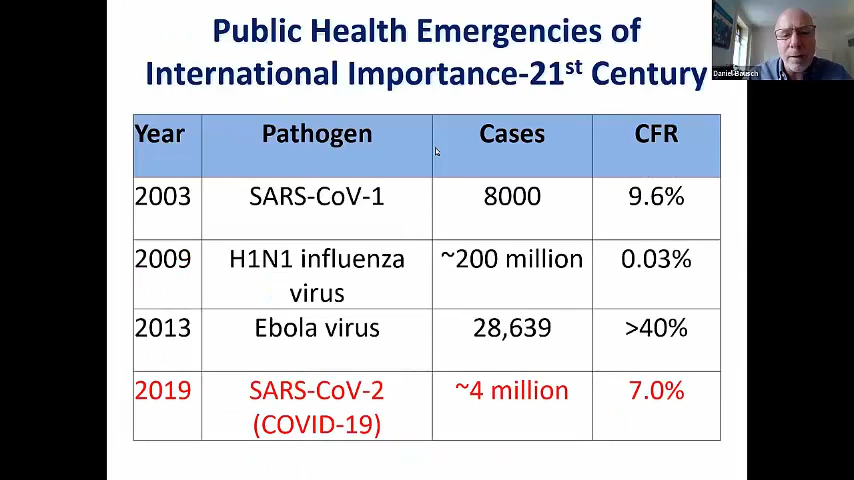 Public Health Emergencies of
International Importance-21st Century
Daniel Bausch
Year Pathogen Cases CFR
2003 SARS-CoV-1 8000 9.6%
2009 H1N1 influenza virus ~200 million 0.03%
2013 Ebola virus 28,639 >40%
2019 SARS-CoV-2 (COVID-19) ~4 million 7.0%